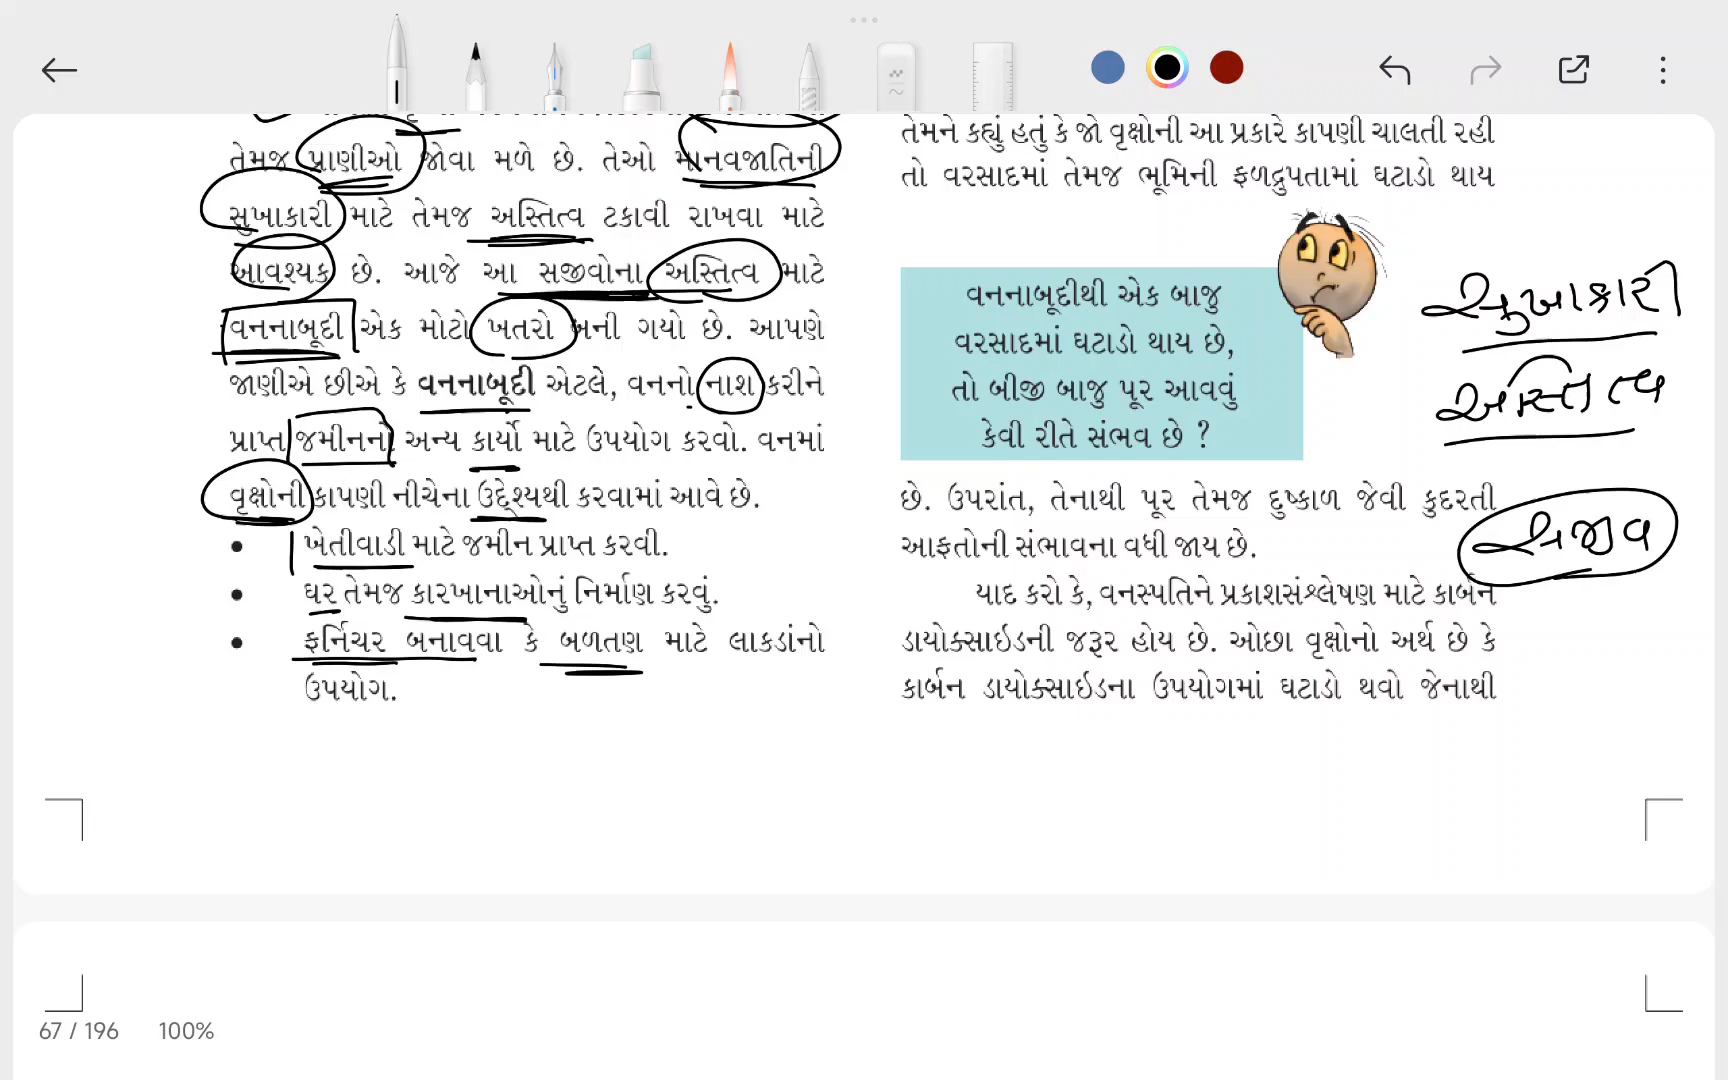 તેમજ પ્રાણીઓ જોવા મળે છે. તેઓ માનવજાતિની
સુખાકારી માટે તેમજ અસ્તિત્વ ટકાવી રાખવા માટે
આવશ્યક છે. આજે આ સજીવોના અસ્તિત્વ માટે
વનનાબૂદી એક મોટો ખતરો બની ગયો છે. આપણે
જાણીએ છીએ કે વનનાબૂદી એટલે, વનનો નાશ કરીને
પ્રાપ્ત જમીનનો અન્ય કાર્યો માટે ઉપયોગ કરવો. વનમાં
વૃક્ષોની કાપણી નીચેના ઉદ્દેશ્યથી કરવામાં આવે છે.
• ખેતીવાડી માટે જમીન પ્રાપ્ત કરવી.
• ઘર તેમજ કારખાનાઓનું નિર્માણ કરવું.
• ફર્નિચર બનાવવા કે બળતણ માટે લાકડાંનો
ઉપયોગ.
તેમને કહ્યું હતું કે જો વૃક્ષોની આ પ્રકારે કાપણી ચાલતી રહી
તો વરસાદમાં તેમજ ભૂમિની ફળદ્રુપતામાં ઘટાડો થાય
વનનાબૂદીથી એક બાજુ
વરસાદમાં ઘટાડો થાય છે,
તો બીજી બાજુ પૂર આવવું
કેવી રીતે સંભવ છે ?
છે. ઉપરાંત, તેનાથી પૂર તેમજ દુષ્કાળ જેવી કુદરતી
આફતોની સંભાવના વધી જાય છે.
યાદ કરો કે, વનસ્પતિને પ્રકાશસંશ્લેષણ માટે કાર્બન
ડાયોક્સાઇડની જરૂર હોય છે. ઓછા વૃક્ષોનો અર્થ છે કે
કાર્બન ડાયોક્સાઇડના ઉપયોગમાં ઘટાડો થવો જેનાથી
સુખાકારી
અસ્તિત્વ
સજીવ
67 / 196 100%